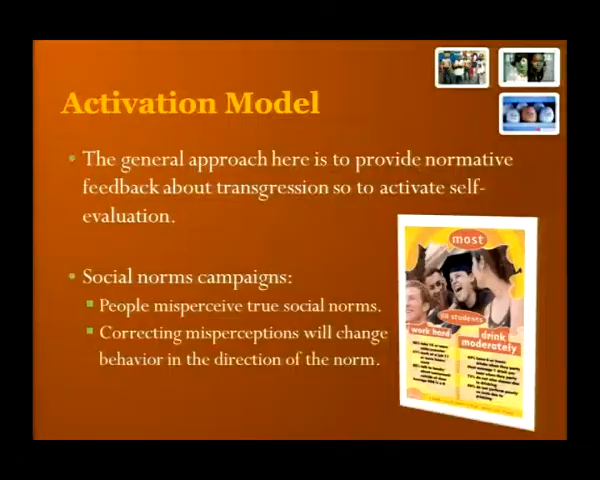 Activation Model
• The general approach here is to provide normative
feedback about transgression so to activate self-
evaluation.
• Social norms campaigns:
▪ People misperceive true social norms.
▪ Correcting misperceptions will change
behavior in the direction of the norm.
most
students
work hard
drink
moderately